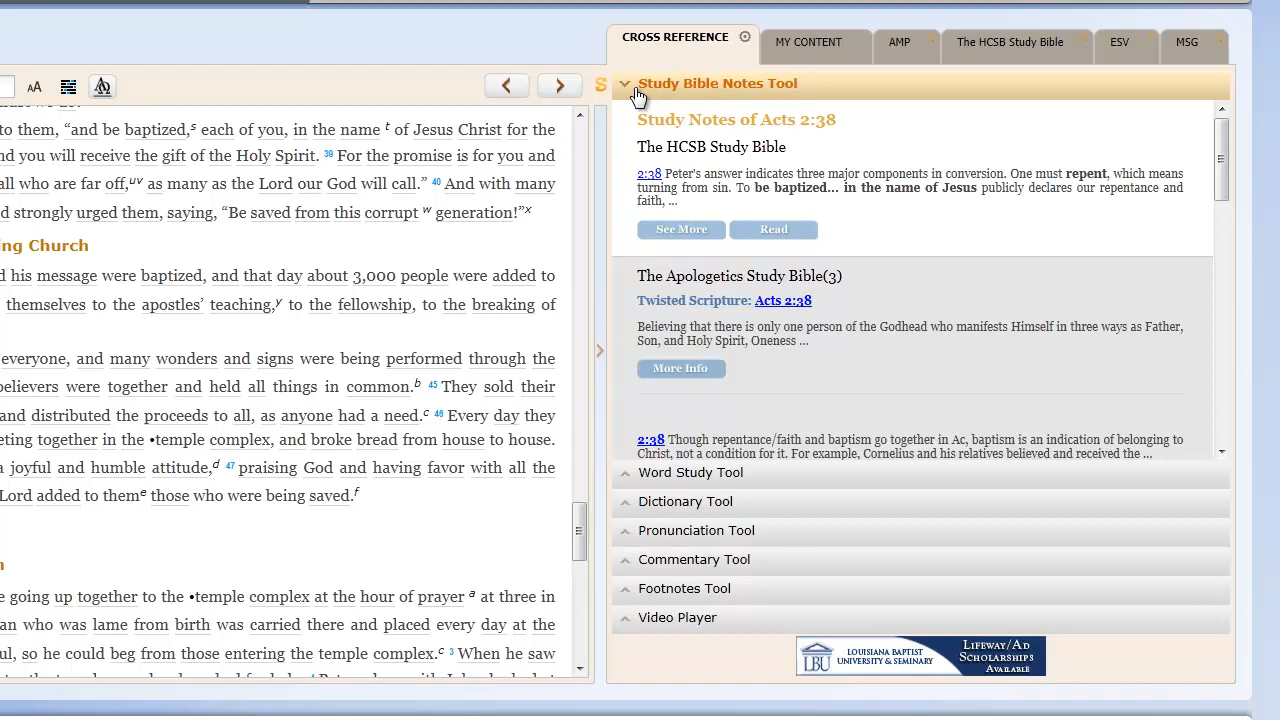 CROSS REFERENCE
MY CONTENT
AMP
The HCSB Study Bible
ESV
MSG
AA
to them, “and be baptized,s each of you, in the name t of Jesus Christ for the
nd you will receive the gift of the Holy Spirit. 39 For the promise is for you and
all who are far off,uv as many as the Lord our God will call.” 40 And with many
d strongly urged them, saying, “Be saved from this corrupt w generation!”x
ing Church
d his message were baptized, and that day about 3,000 people were added to
themselves to the apostles’ teaching,y to the fellowship, to the breaking of
everyone, and many wonders and signs were being performed through the
believers were together and held all things in common.b 45 They sold their
and distributed the proceeds to all, as anyone had a need.c 46 Every day they
eting together in the •temple complex, and broke bread from house to house.
a joyful and humble attitude,d 47 praising God and having favor with all the
Lord added to theme those who were being saved.f
e going up together to the •temple complex at the hour of prayer a at three in
an who was lame from birth was carried there and placed every day at the
ul, so he could beg from those entering the temple complex.c 3 When he saw
S
Study Bible Notes Tool
Study Notes of Acts 2:38
The HCSB Study Bible
2:38 Peter's answer indicates three major components in conversion. One must repent, which means
turning from sin. To be baptized... in the name of Jesus publicly declares our repentance and
faith, ...
See More
Read
The Apologetics Study Bible(3)
Twisted Scripture: Acts 2:38
Believing that there is only one person of the Godhead who manifests Himself in three ways as Father,
Son, and Holy Spirit, Oneness ...
More Info
2:38 Though repentance/faith and baptism go together in Ac, baptism is an indication of belonging to
Christ, not a condition for it. For example, Cornelius and his relatives believed and received the ...
Word Study Tool
Dictionary Tool
Pronunciation Tool
Commentary Tool
Footnotes Tool
Video Player
LBU
LOUISIANA BAPTIST
UNIVERSITY & SEMINARY
LIFEWAY/AD
SCHOLARSHIPS
AVAILABLE